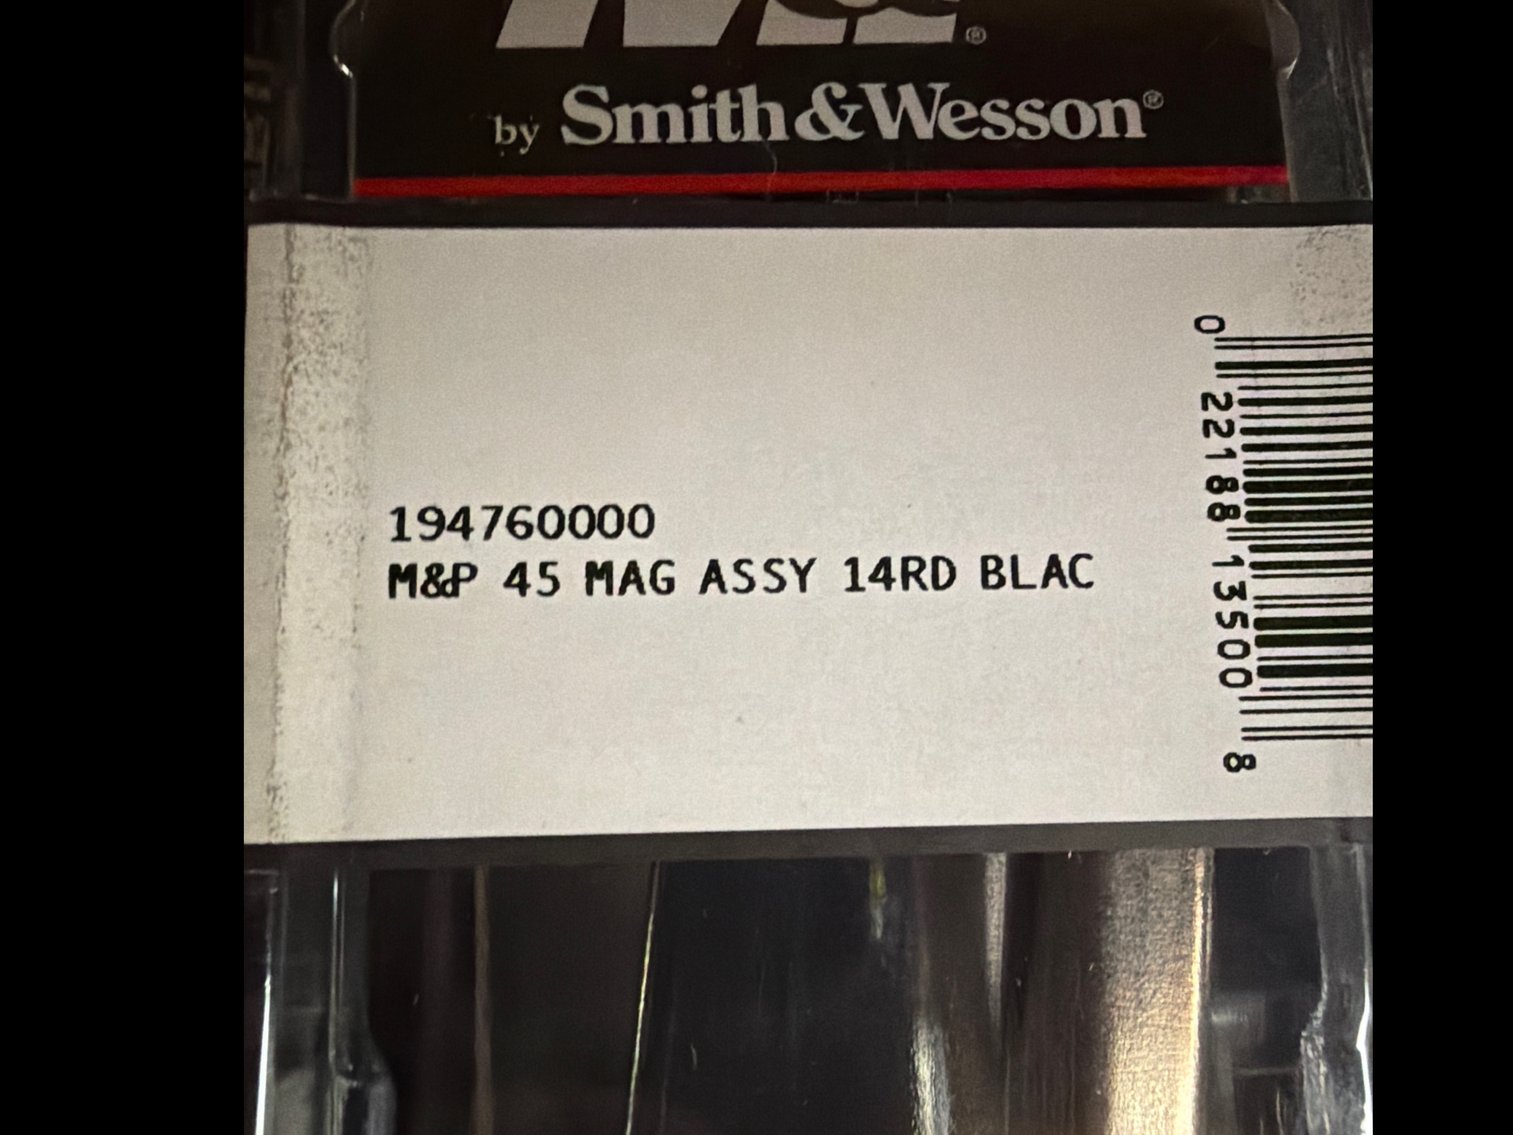 M&P®
by Smith&Wesson®
194760000
M&P 45 MAG ASSY 14RD BLAC
0 22188 13500 8